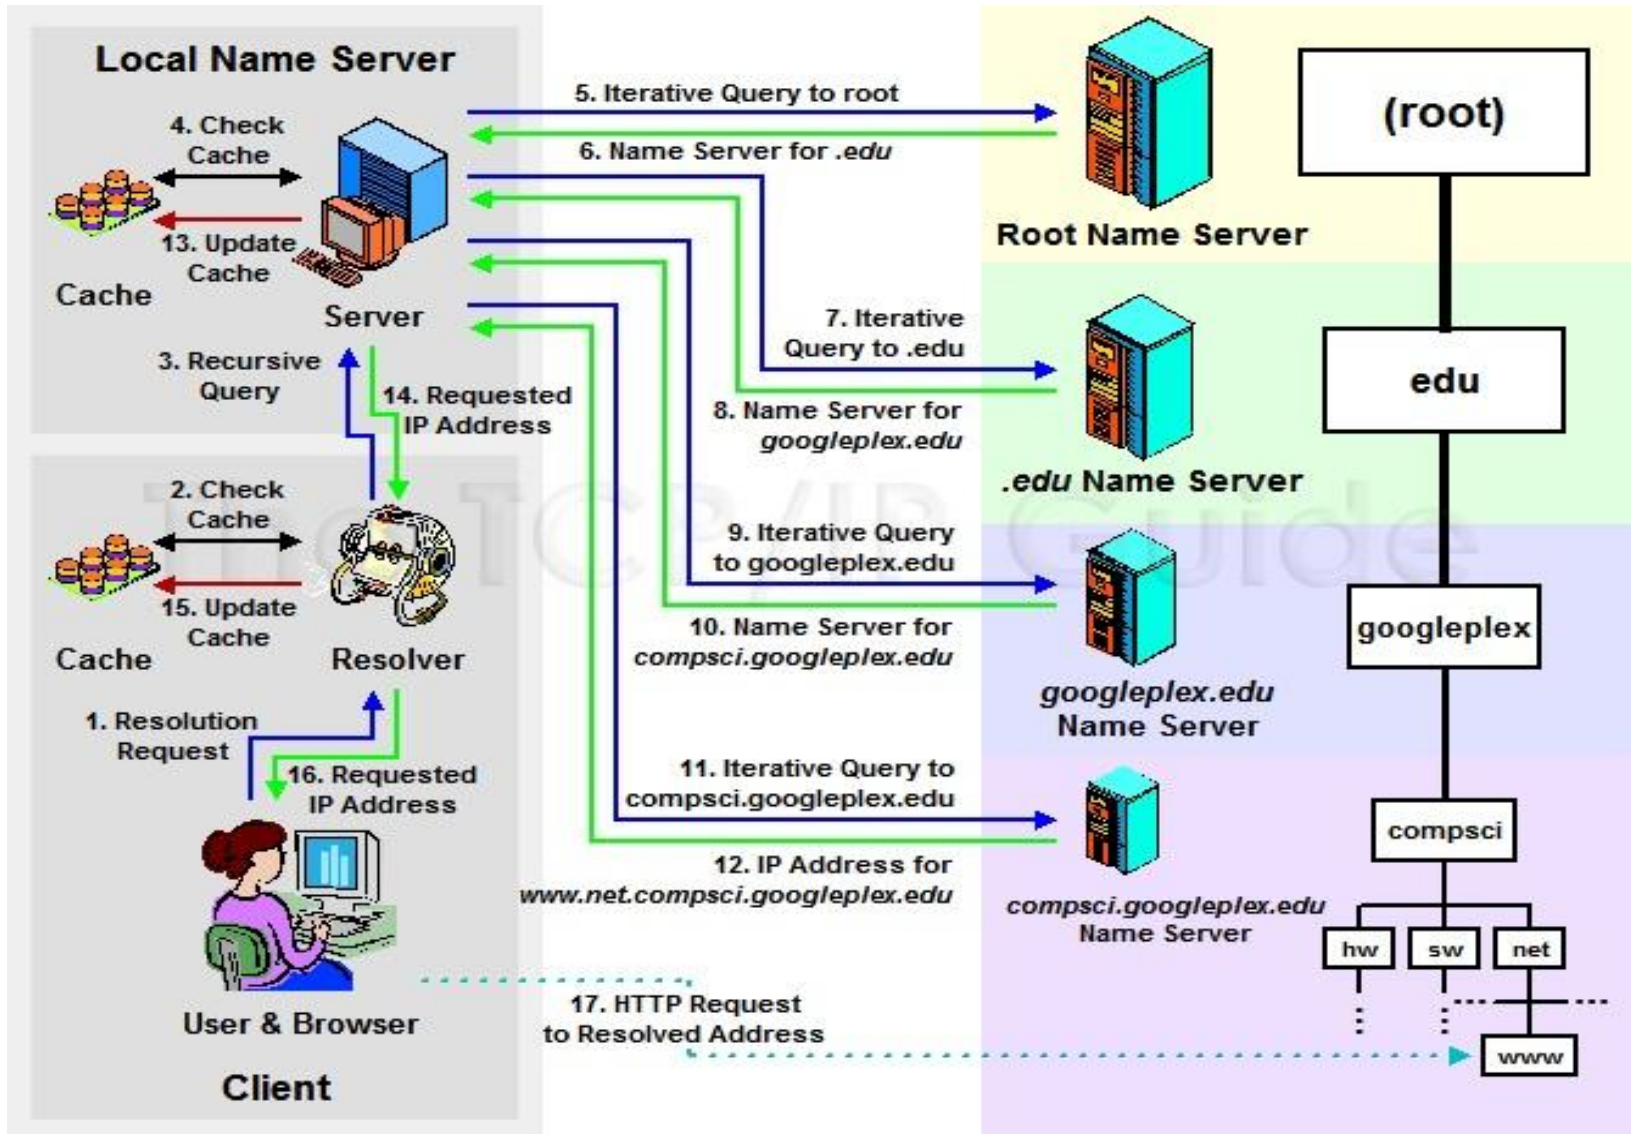 Local Name Server
4. Check
Cache
13. Update
Cache
Cache
Server
3. Recursive
Query
14. Requested
IP Address
2. Check
Cache
15. Update
Cache
Cache
Resolver
1. Resolution
Request
16. Requested
IP Address
User & Browser
Client
5. Iterative Query to root
6. Name Server for .edu
7. Iterative
Query to .edu
8. Name Server for
googleplex.edu
9. Iterative Query
to googleplex.edu
10. Name Server for
compsci.googleplex.edu
11. Iterative Query to
compsci.googleplex.edu
12. IP Address for
www.net.compsci.googleplex.edu
17. HTTP Request
to Resolved Address
Root Name Server
.edu Name Server
googleplex.edu
Name Server
compsci.googleplex.edu
Name Server
(root)
edu
googleplex
compsci
hw
sw
net
www
The TCP/IP Guide